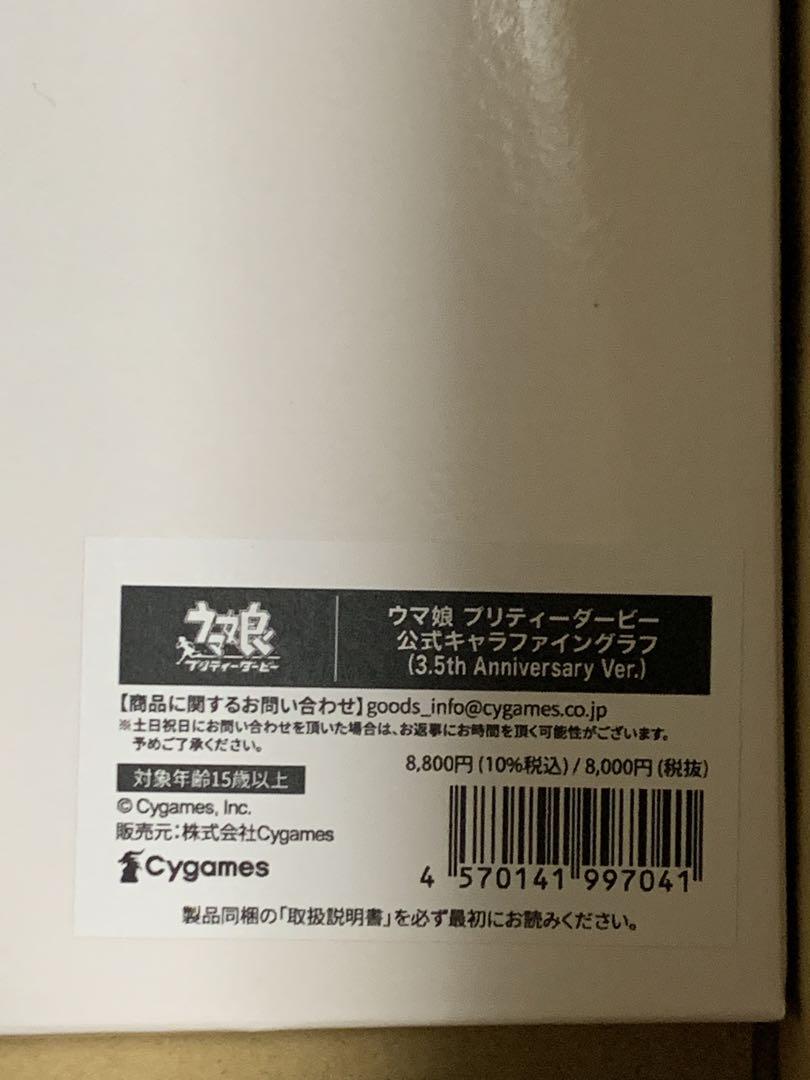 ウマ娘
プリティーダービー
ウマ娘 プリティーダービー
公式キャラファイングラフ
(3.5th Anniversary Ver.)
【商品に関するお問い合わせ】goods_info@cygames.co.jp
※土日祝日にお問い合わせを頂いた場合は、お返事にお時間を頂く可能性がございます。
予めご了承ください。
8,800円(10%税込)/8,000円(税抜)
対象年齢15歳以上
© Cygames, Inc.
販売元：株式会社Cygames
Cygames
4 570141 997041
製品同梱の「取扱説明書」を必ず最初にお読みください。